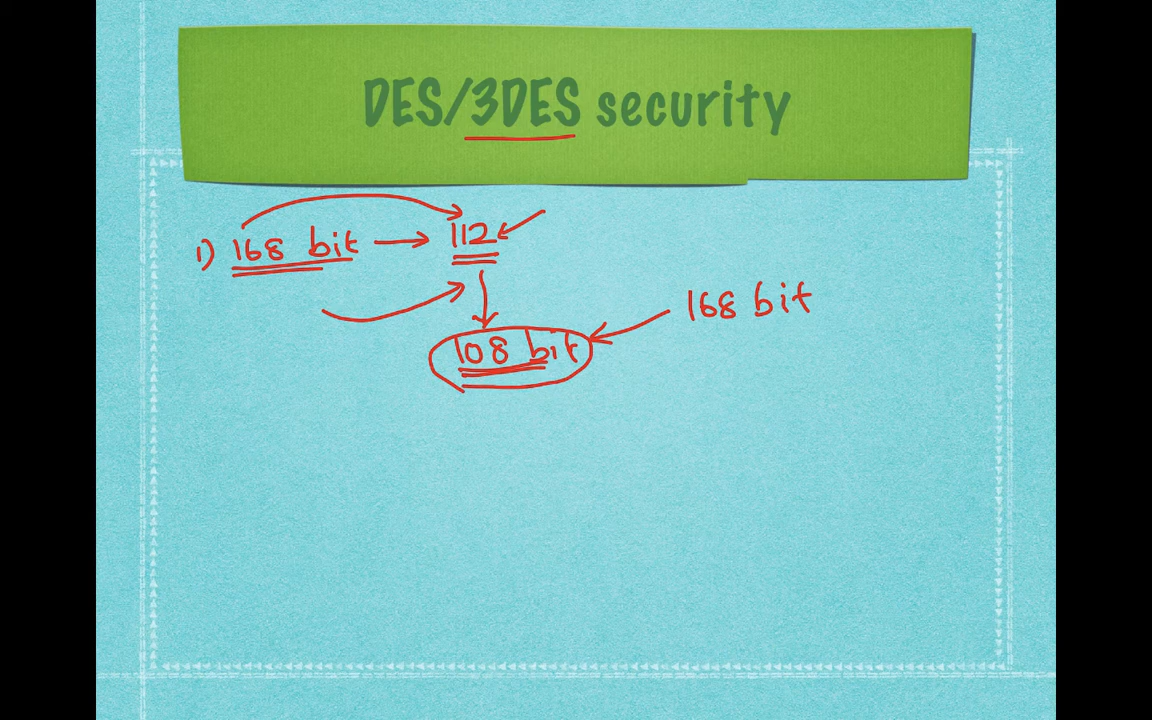 DES/3DES security
1) 168 bit → 112
168 bit
108 bit